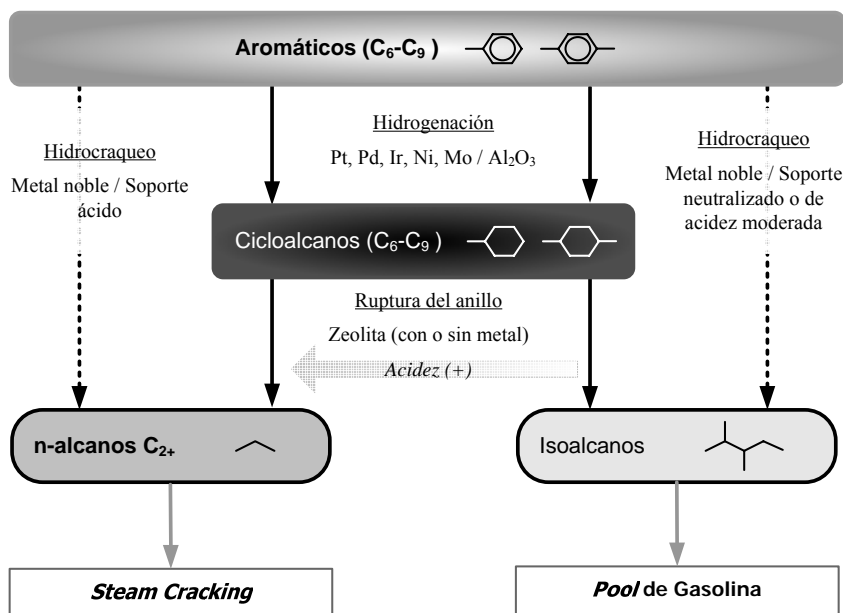 Aromáticos (C₆-C₉ )
Hidrocraqueo
Metal noble / Soporte
ácido
Hidrogenación
Pt, Pd, Ir, Ni, Mo / Al₂O₃
Hidrocraqueo
Metal noble / Soporte
neutralizado o de
acidez moderada
Cicloalcanos (C₆-C₉ )
Ruptura del anillo
Zeolita (con o sin metal)
Acidez (+)
n-alcanos C₂₊
Isoalcanos
Steam Cracking
Pool de Gasolina